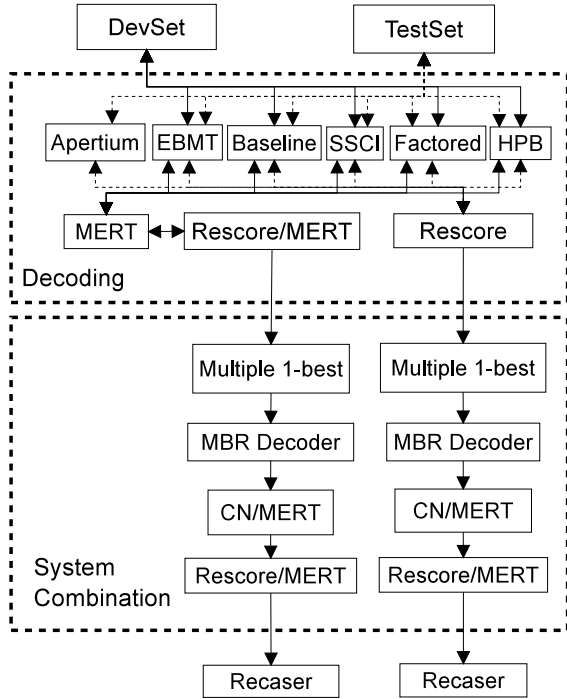 DevSet
TestSet
Apertium
EBMT
Baseline
SSCI
Factored
HPB
MERT
Rescore/MERT
Rescore
Decoding
Multiple 1-best
Multiple 1-best
MBR Decoder
MBR Decoder
CN/MERT
CN/MERT
System
Combination
Rescore/MERT
Rescore/MERT
Recaser
Recaser